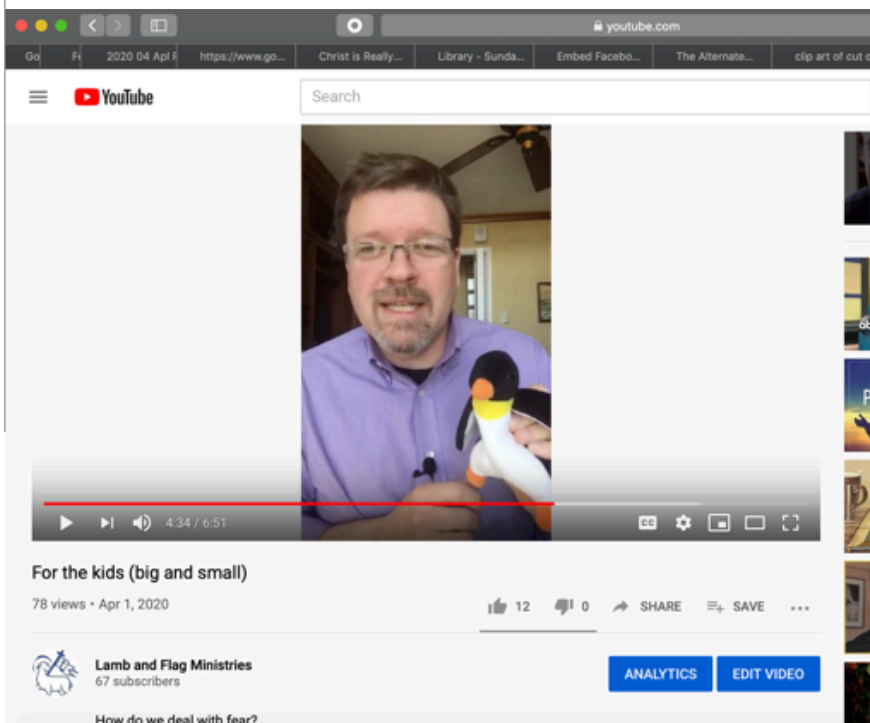 youtube.com
Go
2020 04 Apl
https://www.go...
Christ is Really...
Library - Sunda...
Embed Facebo...
The Alternate...
clip art of cut
YouTube
Search
CC
4:34 / 6:51
For the kids (big and small)
78 views • Apr 1, 2020
12
0
SHARE
SAVE
Lamb and Flag Ministries
67 subscribers
ANALYTICS
EDIT VIDEO
How do we deal with fear?